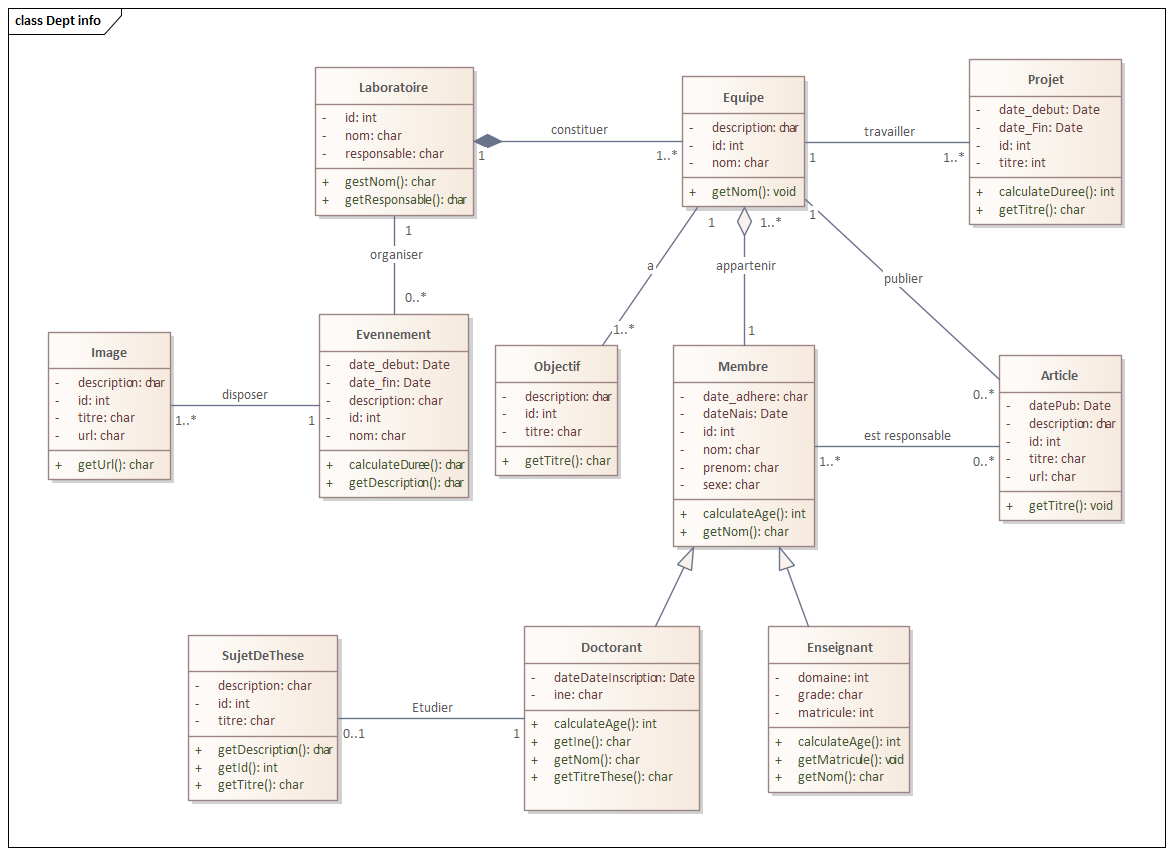 class Dept info
Laboratoire
- id: int
- nom: char
- responsable: char
+ gestNom(): char
+ getResponsable(): char
1
constituer
1..*
Equipe
- description: char
- id: int
- nom: char
+ getNom(): void
1
travailler
1..*
Projet
- date_debut: Date
- date_Fin: Date
- id: int
- titre: int
+ calculateDuree(): int
+ getTitre(): char
1
organiser
0..*
1
a
1..*
1..*
appartenir
1
1
publier
0..*
Image
- description: char
- id: int
- titre: char
- url: char
+ getUrl(): char
1..*
disposer
1
Evennement
- date_debut: Date
- date_fin: Date
- description: char
- id: int
- nom: char
+ calculateDuree(): char
+ getDescription(): char
Objectif
- description: char
- id: int
- titre: char
+ getTitre(): char
Membre
- date_adhere: char
- dateNais: Date
- id: int
- nom: char
- prenom: char
- sexe: char
+ calculateAge(): int
+ getNom(): char
1..*
est responsable
0..*
Article
- datePub: Date
- description: char
- id: int
- titre: char
- url: char
+ getTitre(): void
SujetDeThese
- description: char
- id: int
- titre: char
+ getDescription(): char
+ getId(): int
+ getTitre(): char
0..1
Etudier
1
Doctorant
- dateDateInscription: Date
- ine: char
+ calculateAge(): int
+ getIne(): char
+ getNom(): char
+ getTitreThese(): char
Enseignant
- domaine: int
- grade: char
- matricule: int
+ calculateAge(): int
+ getMatricule(): void
+ getNom(): char